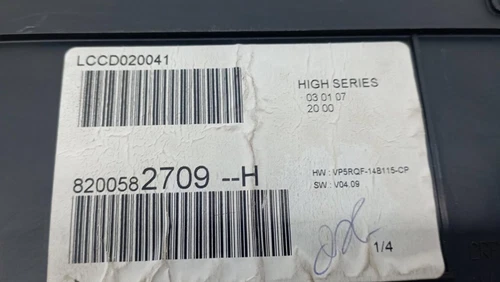 LCCD020041
HIGH SERIES
03 01 07
20 00
8200582709 --H
HW : VP5RQF-14B115-CP
SW : V04.09
1/4